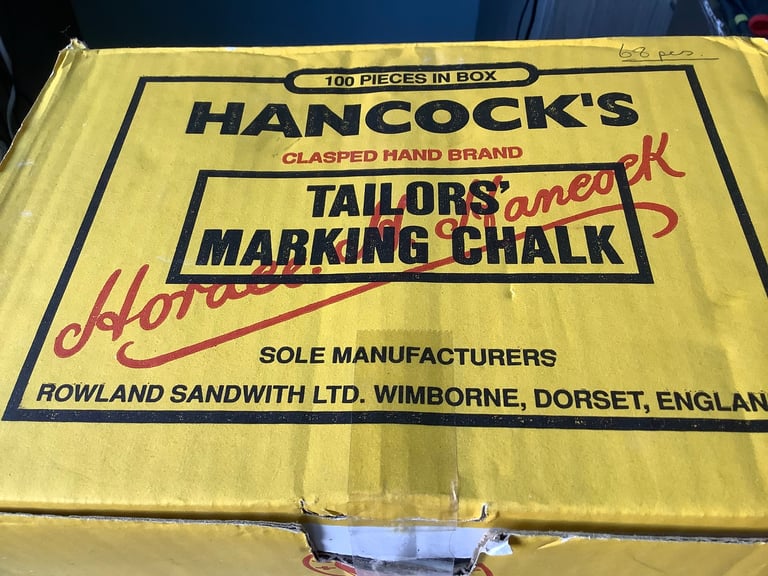 68 pcs.
100 PIECES IN BOX
HANCOCK'S
CLASPED HAND BRAND
TAILORS'
MARKING CHALK
Horace. H. Hancock
SOLE MANUFACTURERS
ROWLAND SANDWITH LTD. WIMBORNE, DORSET, ENGLAN